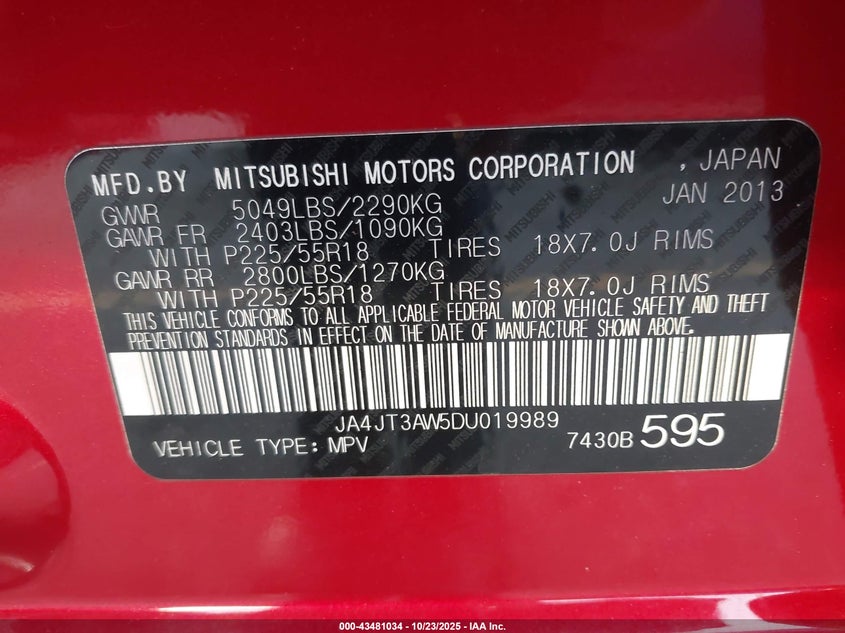 MFD.BY MITSUBISHI MOTORS CORPORATION , JAPAN
GVWR 5049LBS/2290KG JAN 2013
GAWR FR 2403LBS/1090KG
WITH P225/55R18 TIRES 18X7.0J RIMS
GAWR RR 2800LBS/1270KG
WITH P225/55R18 TIRES 18X7.0J RIMS
THIS VEHICLE CONFORMS TO ALL APPLICABLE FEDERAL MOTOR VEHICLE SAFETY AND THEFT
PREVENTION STANDARDS IN EFFECT ON THE DATE OF MANUFACTURE SHOWN ABOVE.
JA4JT3AW5DU019989
VEHICLE TYPE: MPV 7430B 595
000-43481034 - 10/23/2025 - IAA Inc.